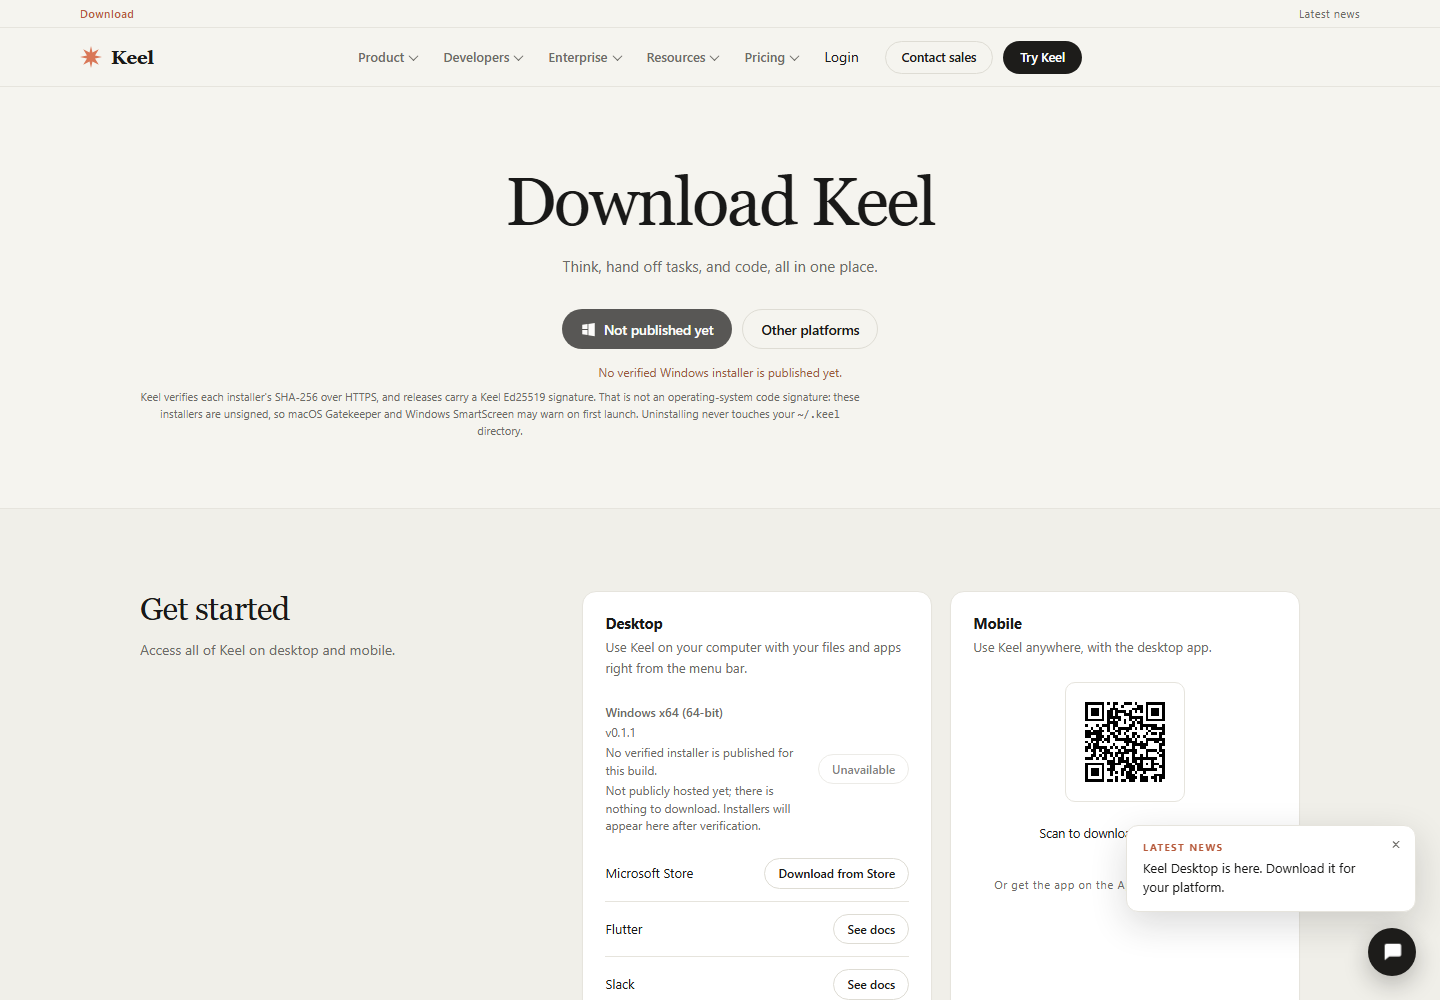 Download
Latest news
Keel
Product
Developers
Enterprise
Resources
Pricing
Login
Contact sales
Try Keel
Download Keel
Think, hand off tasks, and code, all in one place.
Not published yet
Other platforms
No verified Windows installer is published yet.
Keel verifies each installer's SHA-256 over HTTPS, and releases carry a Keel Ed25519 signature. That is not an operating-system code signature: these
installers are unsigned, so macOS Gatekeeper and Windows SmartScreen may warn on first launch. Uninstalling never touches your ~/.keel
directory.
Get started
Access all of Keel on desktop and mobile.
Desktop
Use Keel on your computer with your files and apps
right from the menu bar.
Windows x64 (64-bit)
v0.1.1
No verified installer is published for
this build.
Not publicly hosted yet; there is
nothing to download. Installers will
appear here after verification.
Unavailable
Microsoft Store
Download from Store
Flutter
See docs
Slack
See docs
Mobile
Use Keel anywhere, with the desktop app.
Scan to downlo
Or get the app on the A
LATEST NEWS
Keel Desktop is here. Download it for
your platform.